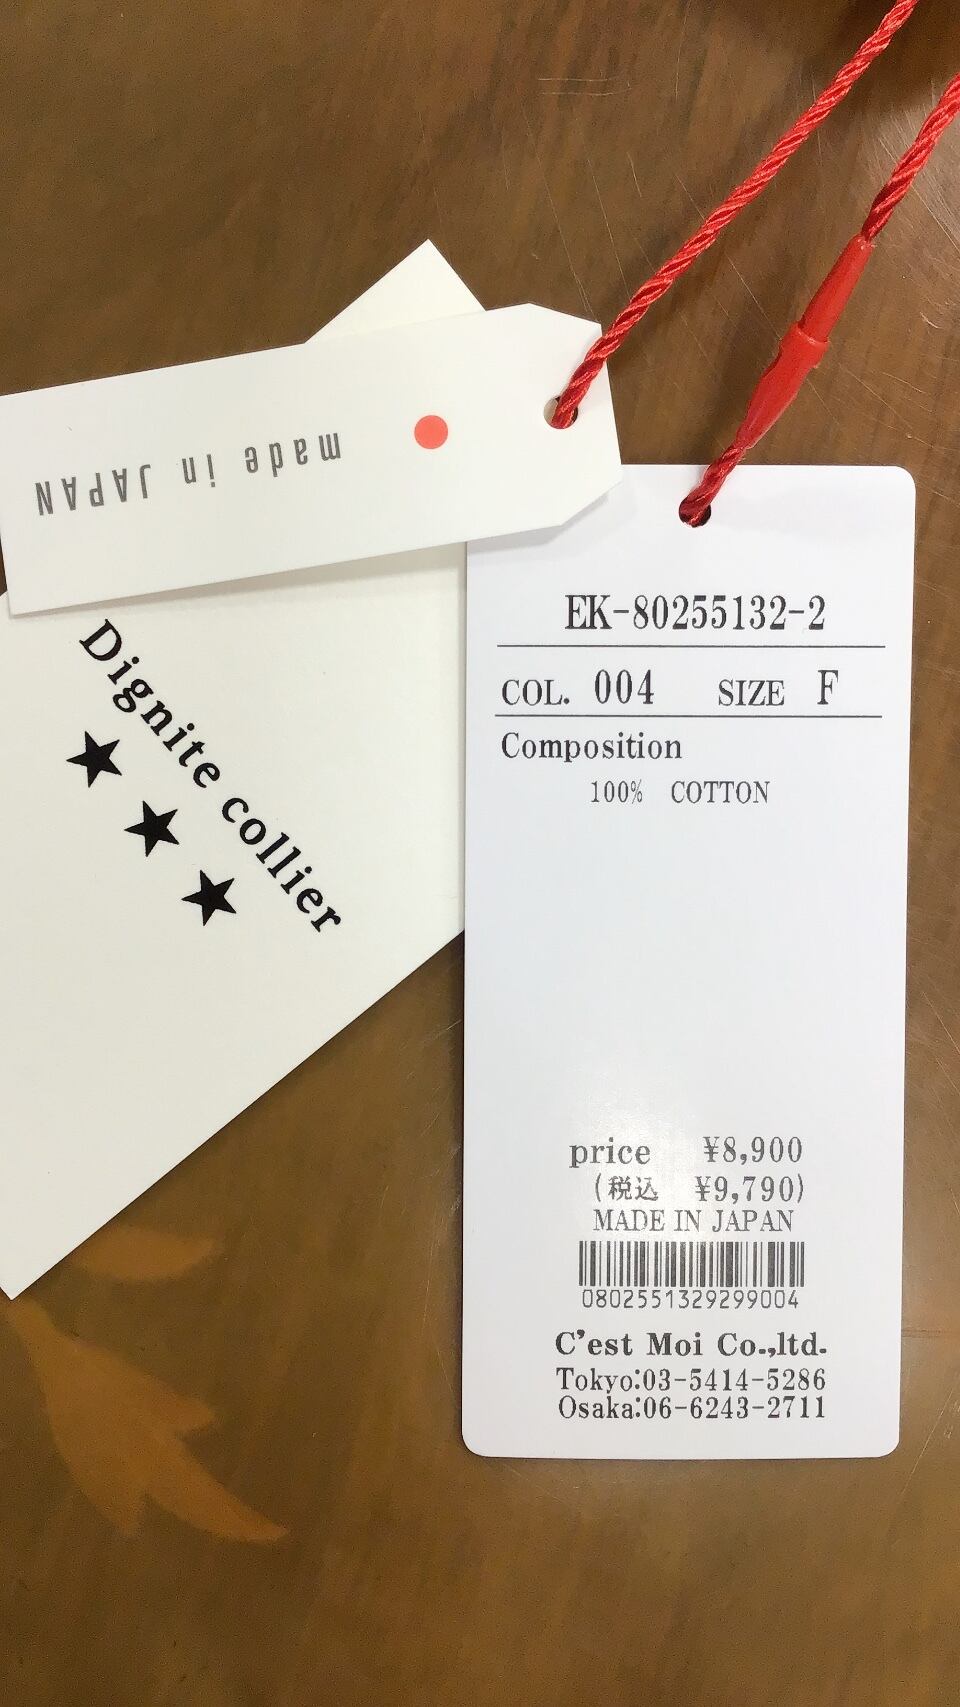 made in JAPAN
Dignite collier
★ ★ ★
EK-80255132-2
COL. 004 SIZE F
Composition
100% COTTON
price ¥8,900
(税込 ¥9,790)
MADE IN JAPAN
0802551329299004
C'est Moi Co.,ltd.
Tokyo:03-5414-5286
Osaka:06-6243-2711